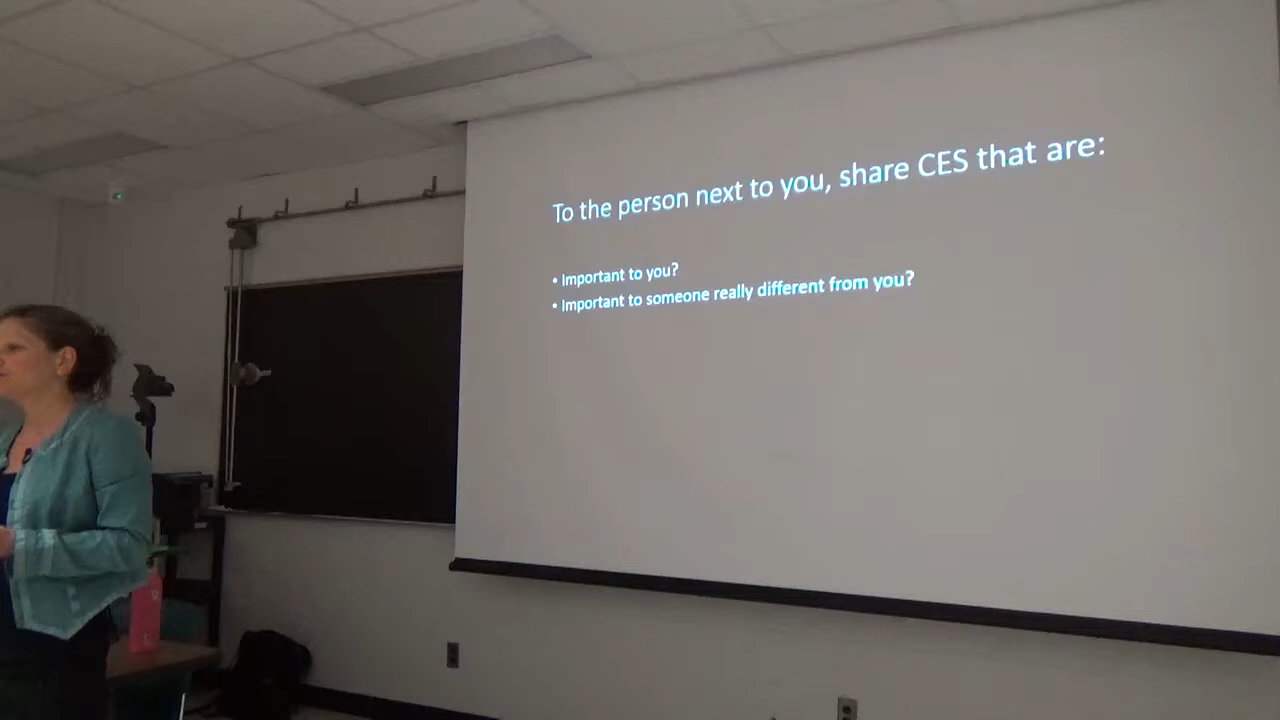 To the person next to you, share CES that are:
• Important to you?
• Important to someone really different from you?